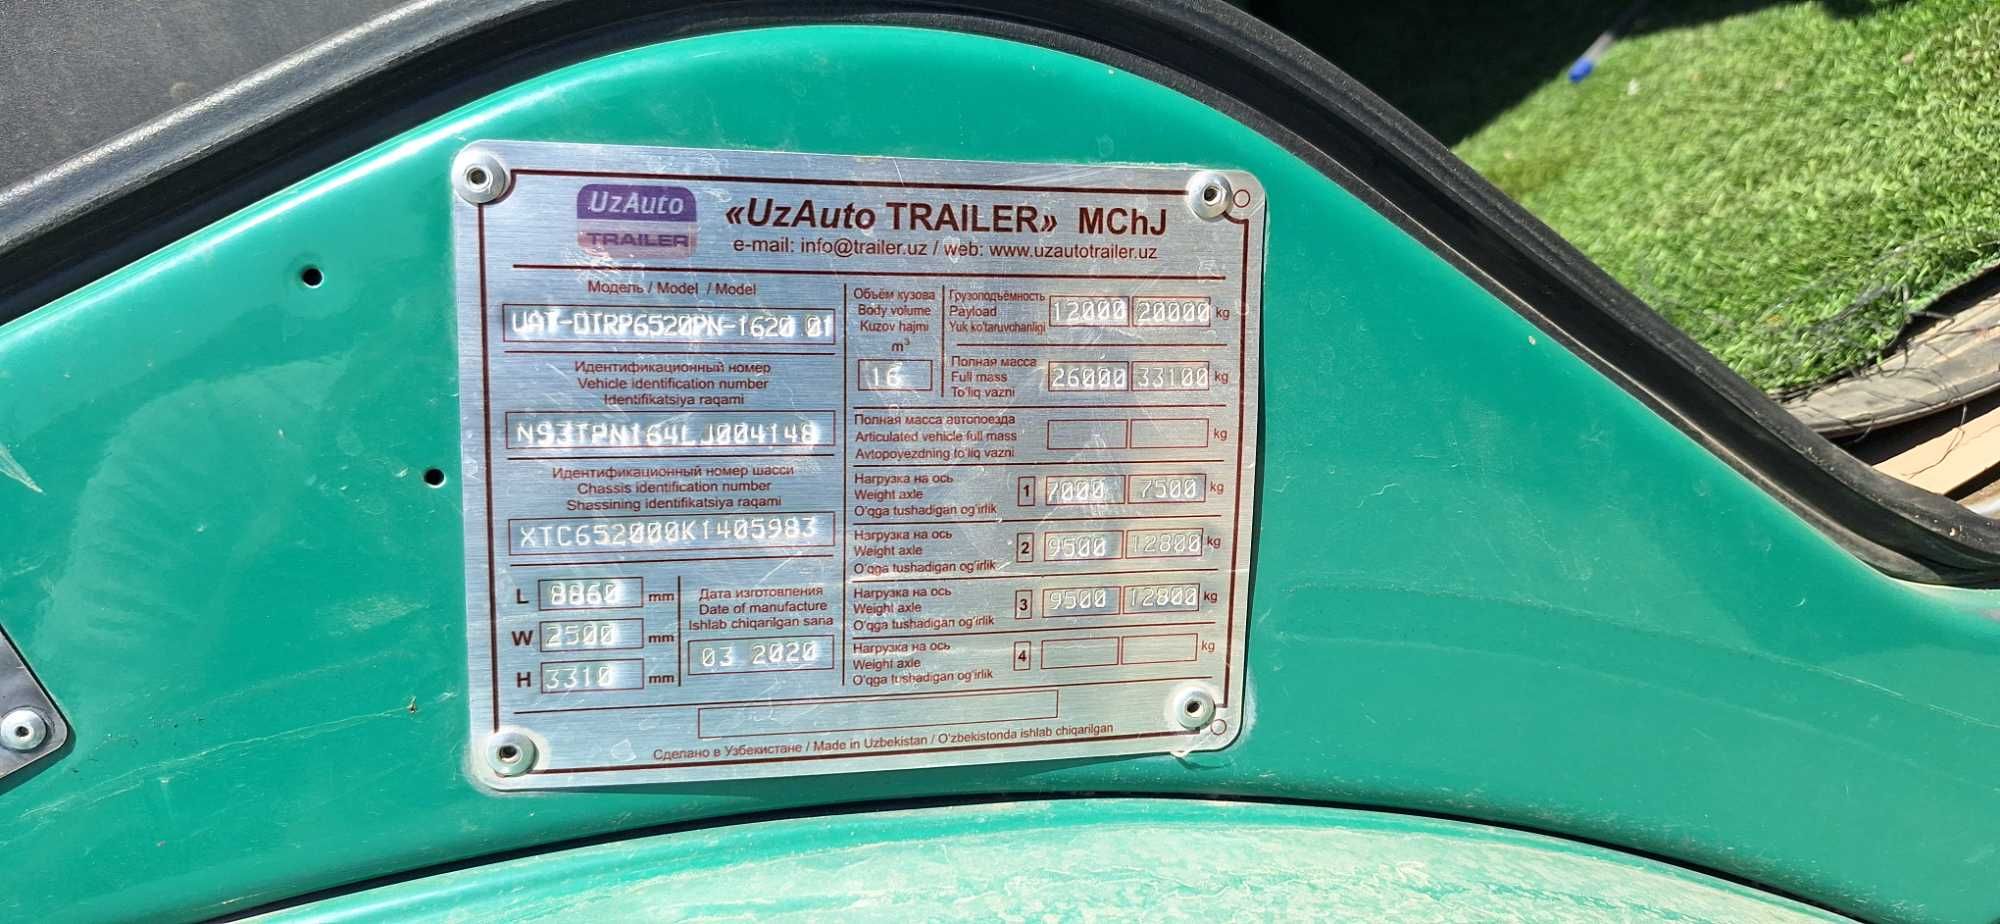 UzAuto
TRAILER
«UzAuto TRAILER» MChJ
e-mail: info@trailer.uz / web: www.uzautotrailer.uz
Модель / Model / Model
UAT-DTRP6520PN-1620.01
Идентификационный номер
Vehicle identification number
Identifikatsiya raqami
N93TPN164LJ004148
Идентификационный номер шасси
Chassis identification number
Shassining identifikatsiya raqami
XTC652000K1405983
L 8860 mm
W 2500 mm
H 3310 mm
Дата изготовления
Date of manufacture
Ishlab chiqarilgan sana
03 2020
Объём кузова
Body volume
Kuzov hajmi
m³
16
Грузоподъёмность
Payload
Yuk ko'taruvchanligi
12000 20000 kg
Полная масса
Full mass
To'liq vazni
26000 33100 kg
Полная масса автопоезда
Articulated vehicle full mass
Avtopoyezdning to'liq vazni
kg
Нагрузка на ось
Weight axle
O'qga tushadigan og'irlik
1 7000 7500 kg
Нагрузка на ось
Weight axle
O'qga tushadigan og'irlik
2 9500 12800 kg
Нагрузка на ось
Weight axle
O'qga tushadigan og'irlik
3 9500 12800 kg
Нагрузка на ось
Weight axle
O'qga tushadigan og'irlik
4 kg
Сделано в Узбекистане / Made in Uzbekistan / O'zbekistonda ishlab chiqarilgan